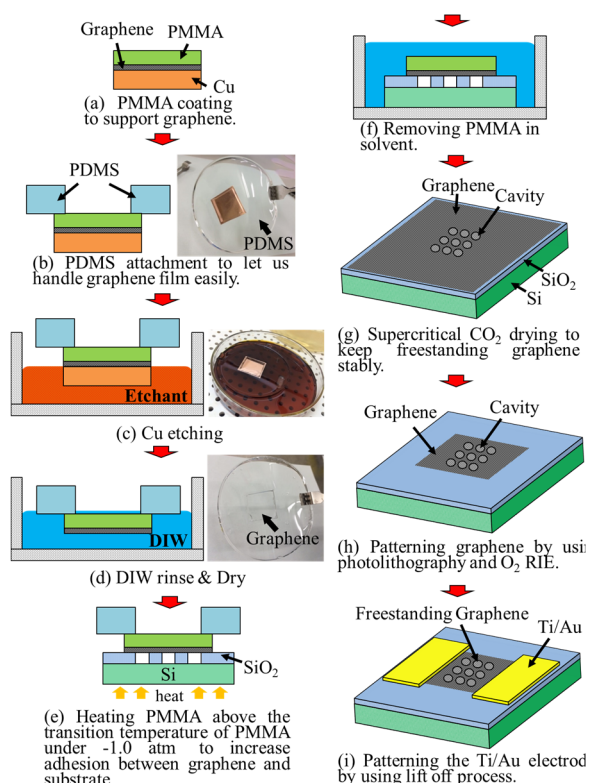 Graphene
PMMA
Cu
(a) PMMA coating
to support graphene.
PDMS
PDMS
(b) PDMS attachment to let us
handle graphene film easily.
Etchant
(c) Cu etching
DIW
Graphene
(d) DIW rinse & Dry
SiO2
Si
heat
(e) Heating PMMA above the
transition temperature of PMMA
under -1.0 atm to increase
adhesion between graphene and
substrate
(f) Removing PMMA in
solvent.
Graphene
Cavity
SiO2
Si
(g) Supercritical CO2 drying to
keep freestanding graphene
stably.
Graphene
Cavity
(h) Patterning graphene by usin
photolithography and O2 RIE.
Freestanding Graphene
Ti/Au
(i) Patterning the Ti/Au electrod
by using lift off process.